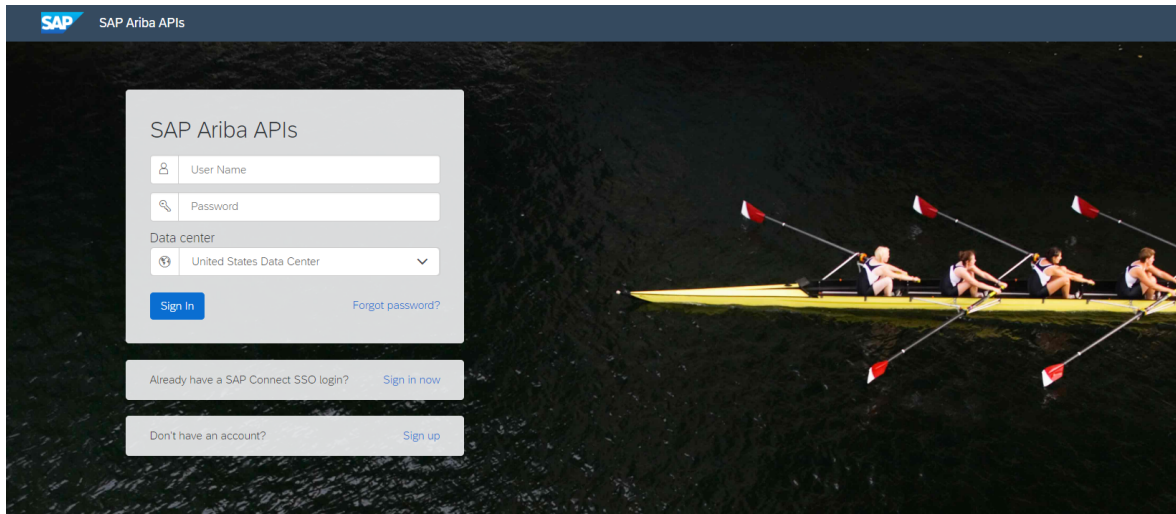 SAP SAP Ariba APIs
SAP Ariba APIs
User Name
Password
Data center
United States Data Center
Sign In Forgot password?
Already have a SAP Connect SSO login? Sign in now
Don't have an account? Sign up